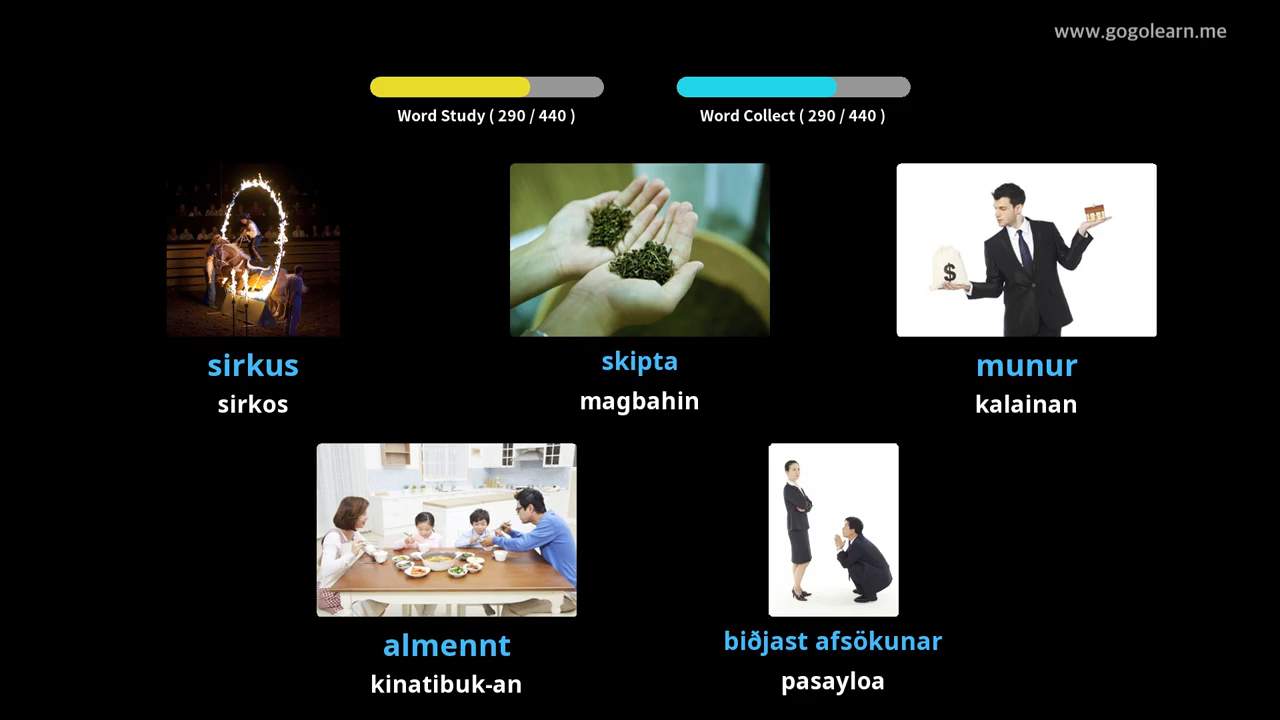 www.gogolearn.me
Word Study ( 290 / 440 )
Word Collect ( 290 / 440 )
sirkus
sirkos
skipta
magbahin
munur
kalainan
$
almennt
kinatibuk-an
biðjast afsökunar
pasayloa